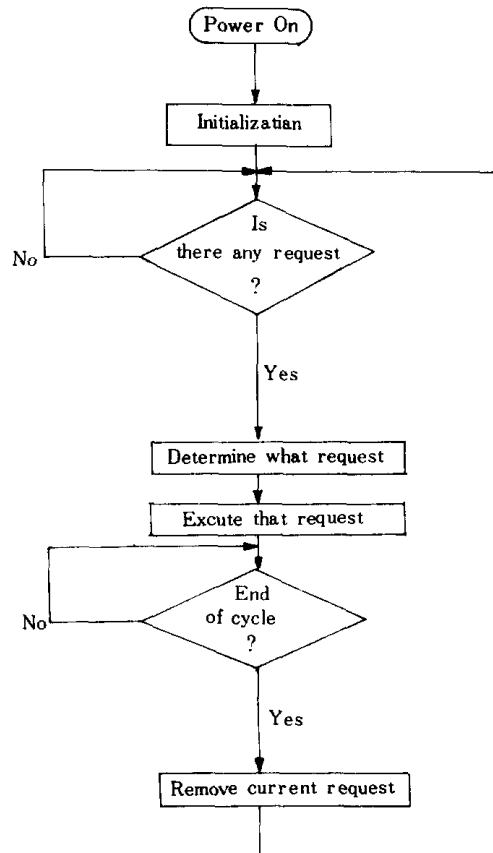 Power On
Initializatian
Is
there any request
?
No
Yes
Determine what request
Excute that request
End
of cycle
?
No
Yes
Remove current request